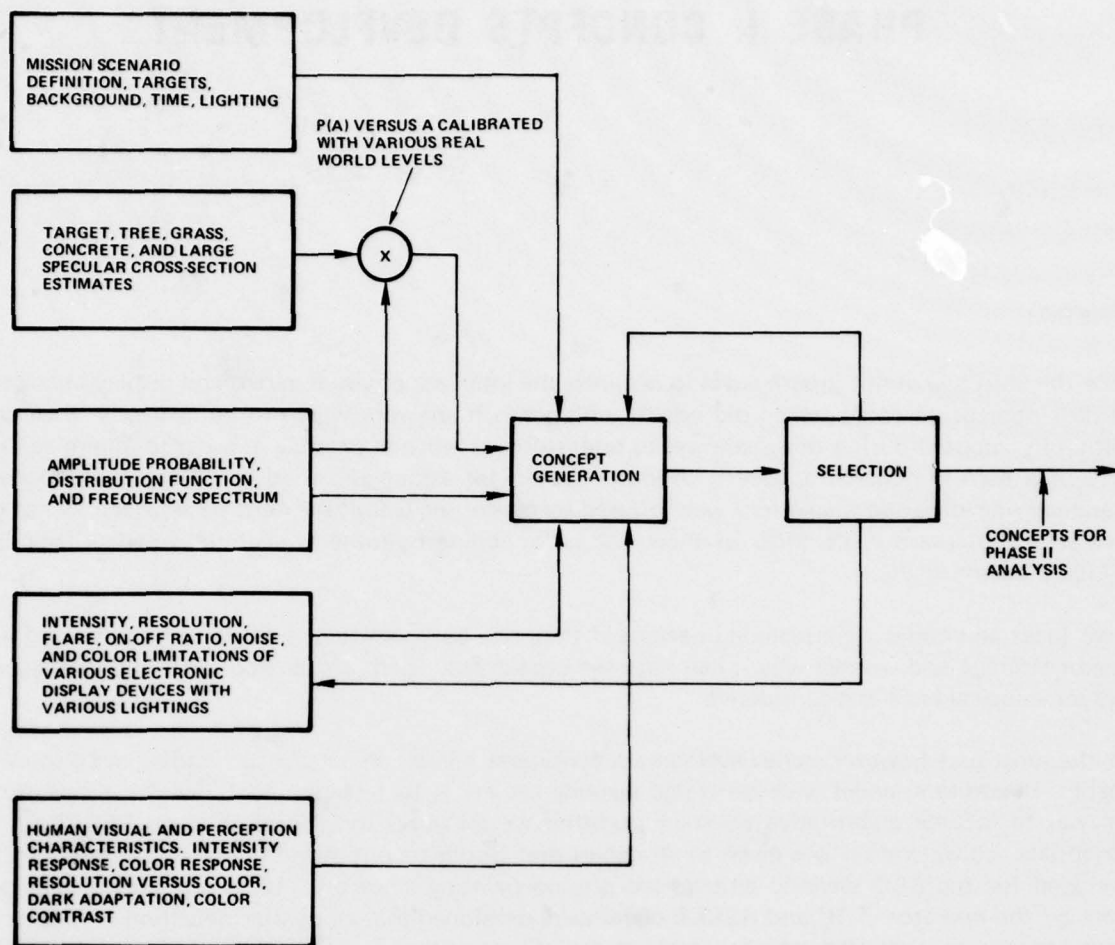 MISSION SCENARIO
DEFINITION, TARGETS,
BACKGROUND, TIME, LIGHTING
P(A) VERSUS A CALIBRATED
WITH VARIOUS REAL
WORLD LEVELS
TARGET, TREE, GRASS,
CONCRETE, AND LARGE
SPECULAR CROSS-SECTION
ESTIMATES
X
AMPLITUDE PROBABILITY,
DISTRIBUTION FUNCTION,
AND FREQUENCY SPECTRUM
CONCEPT
GENERATION
SELECTION
CONCEPTS FOR
PHASE II
ANALYSIS
INTENSITY, RESOLUTION,
FLARE, ON-OFF RATIO, NOISE,
AND COLOR LIMITATIONS OF
VARIOUS ELECTRONIC
DISPLAY DEVICES WITH
VARIOUS LIGHTINGS
HUMAN VISUAL AND PERCEPTION
CHARACTERISTICS. INTENSITY
RESPONSE, COLOR RESPONSE,
RESOLUTION VERSUS COLOR,
DARK ADAPTATION, COLOR
CONTRAST